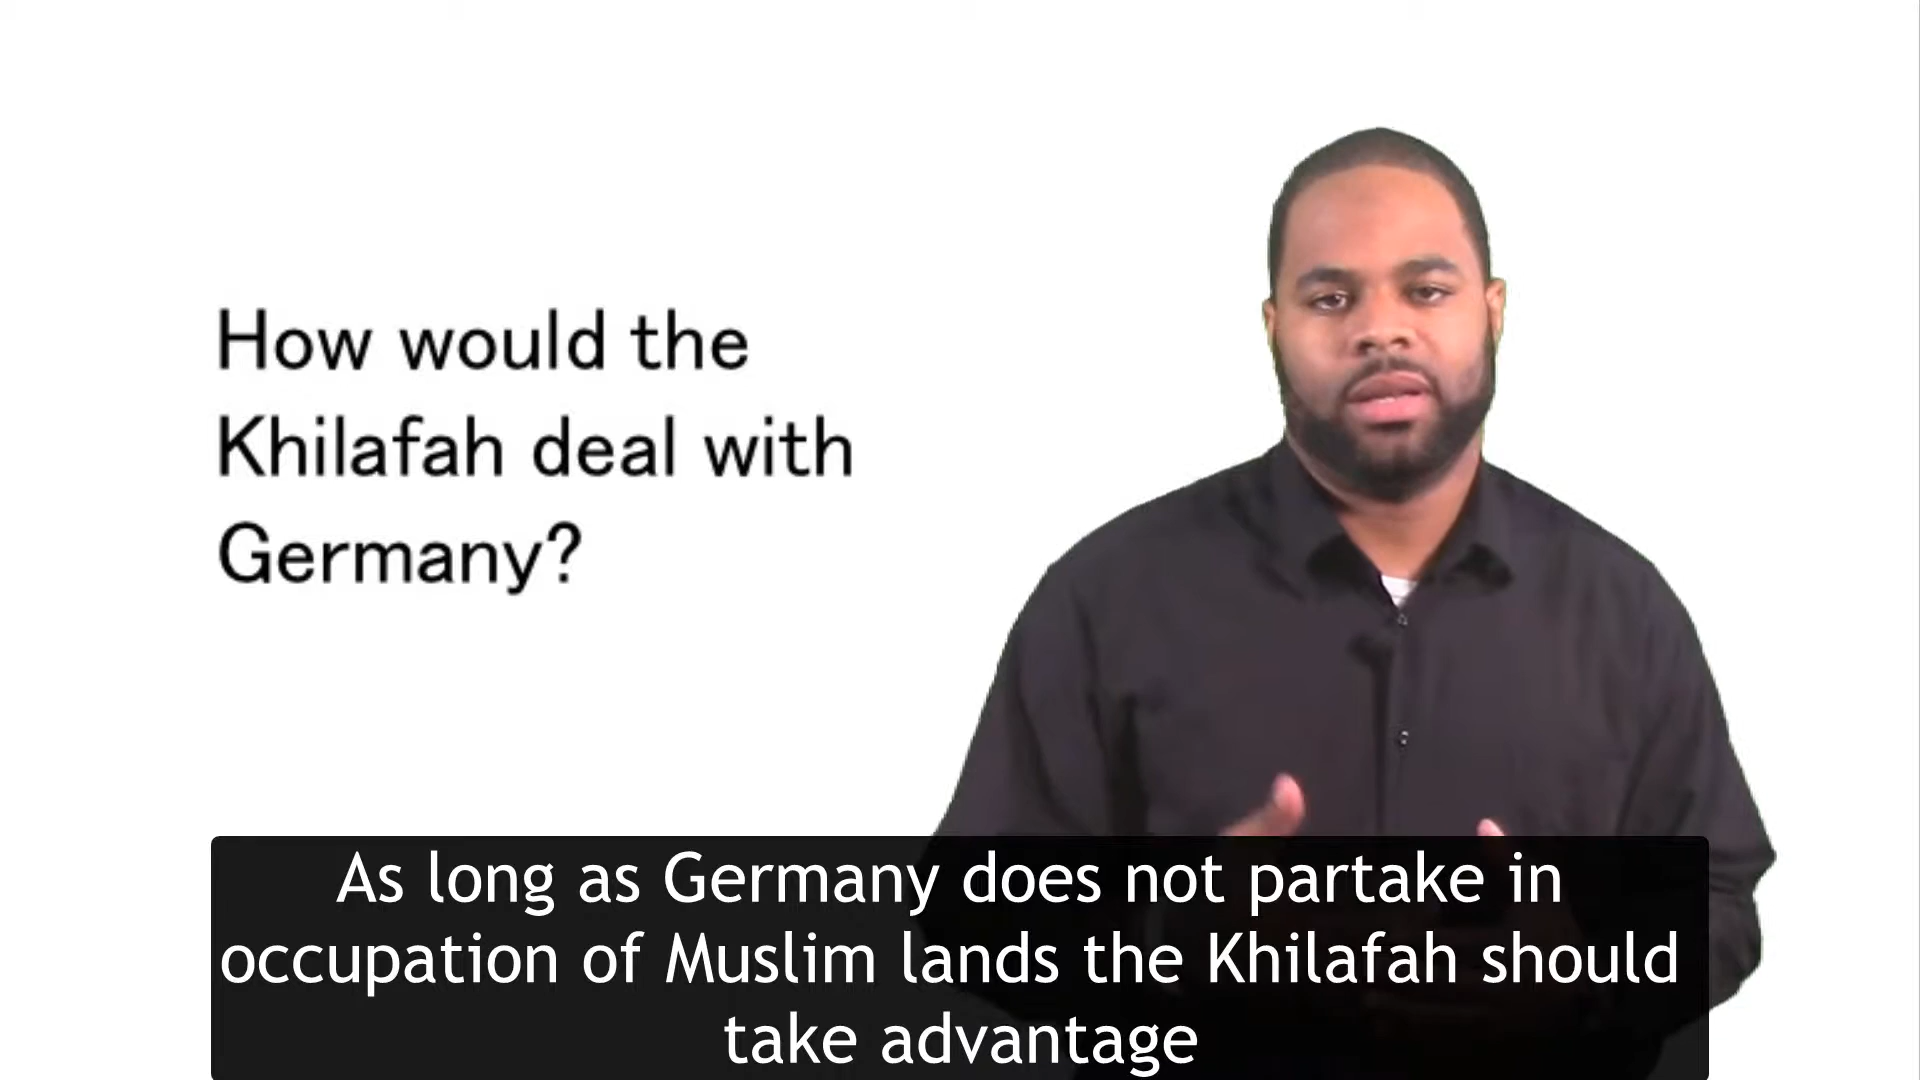 How would the
Khilafah deal with
Germany?
As long as Germany does not partake in
occupation of Muslim lands the Khilafah should
take advantage